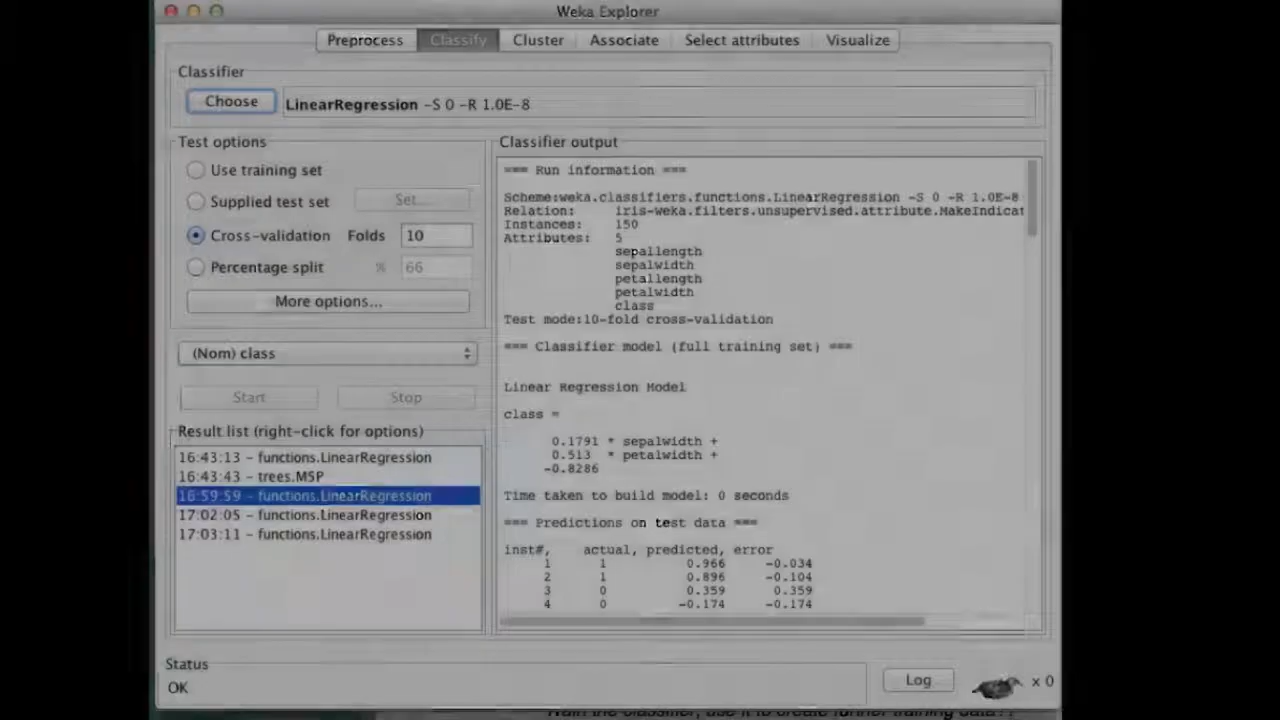 Weka Explorer
Preprocess Classify Cluster Associate Select attributes Visualize
Classifier
Choose LinearRegression -S 0 -R 1.0E-8
Test options
Use training set
Supplied test set Set...
Cross-validation Folds 10
Percentage split % 66
More options...
(Nom) class
Start Stop
Result list (right-click for options)
16:43:13 - functions.LinearRegression
16:43:43 - trees.M5P
16:59:59 - functions.LinearRegression
17:02:05 - functions.LinearRegression
17:03:11 - functions.LinearRegression
Classifier output
=== Run information ===
Scheme:weka.classifiers.functions.LinearRegression -S 0 -R 1.0E-8
Relation: iris-weka.filters.unsupervised.attribute.MakeIndicat
Instances: 150
Attributes: 5
sepallength
sepalwidth
petallength
petalwidth
class
Test mode:10-fold cross-validation
=== Classifier model (full training set) ===
Linear Regression Model
class =
0.1791 * sepalwidth +
0.513 * petalwidth +
-0.8286
Time taken to build model: 0 seconds
=== Predictions on test data ===
inst#, actual, predicted, error
1 1 0.966 -0.034
2 1 0.896 -0.104
3 0 0.359 0.359
4 0 -0.174 -0.174
Status
OK
Log x 0